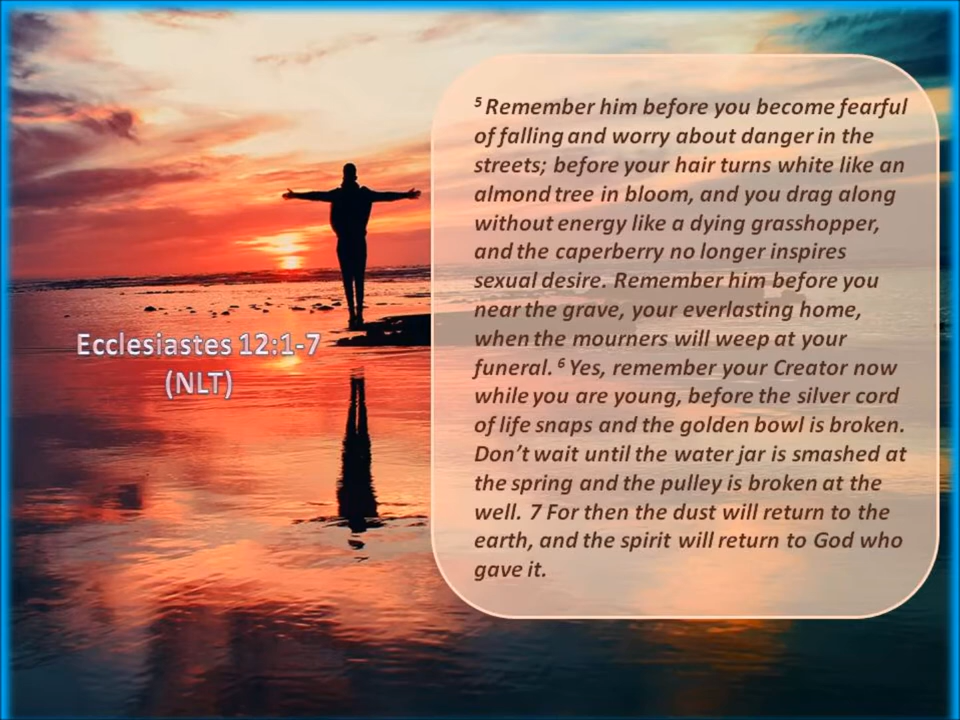 Ecclesiastes 12:1-7
(NLT)
⁵ Remember him before you become fearful
of falling and worry about danger in the
streets; before your hair turns white like an
almond tree in bloom, and you drag along
without energy like a dying grasshopper,
and the caperberry no longer inspires
sexual desire. Remember him before you
near the grave, your everlasting home,
when the mourners will weep at your
funeral. ⁶ Yes, remember your Creator now
while you are young, before the silver cord
of life snaps and the golden bowl is broken.
Don’t wait until the water jar is smashed at
the spring and the pulley is broken at the
well. 7 For then the dust will return to the
earth, and the spirit will return to God who
gave it.